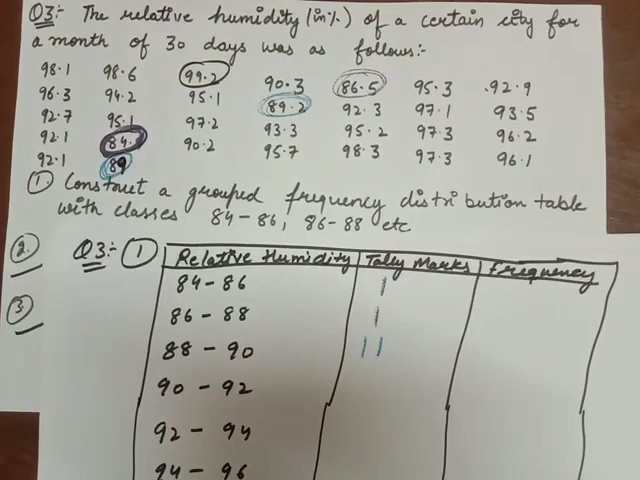 Q3:- The relative humidity (in %) of a certain city for
a month of 30 days was as follows:-
98.1 98.6 99.2 90.3 86.5 95.3 .92.9
96.3 94.2 95.1 89.2 92.3 97.1 93.5
92.7 95.1 97.2 93.3 95.2 97.3 96.2
92.1 84. 90.2 95.7 98.3 97.3 96.1
92.1 89
1. Construct a grouped frequency distribution table
with classes 84-86, 86-88 etc
2. Q3:- 1 Relative Humidity Tally Marks Frequency
84 - 86 |
3. 86 - 88 |
88 - 90 ||
90 - 92
92 - 94
94 - 96